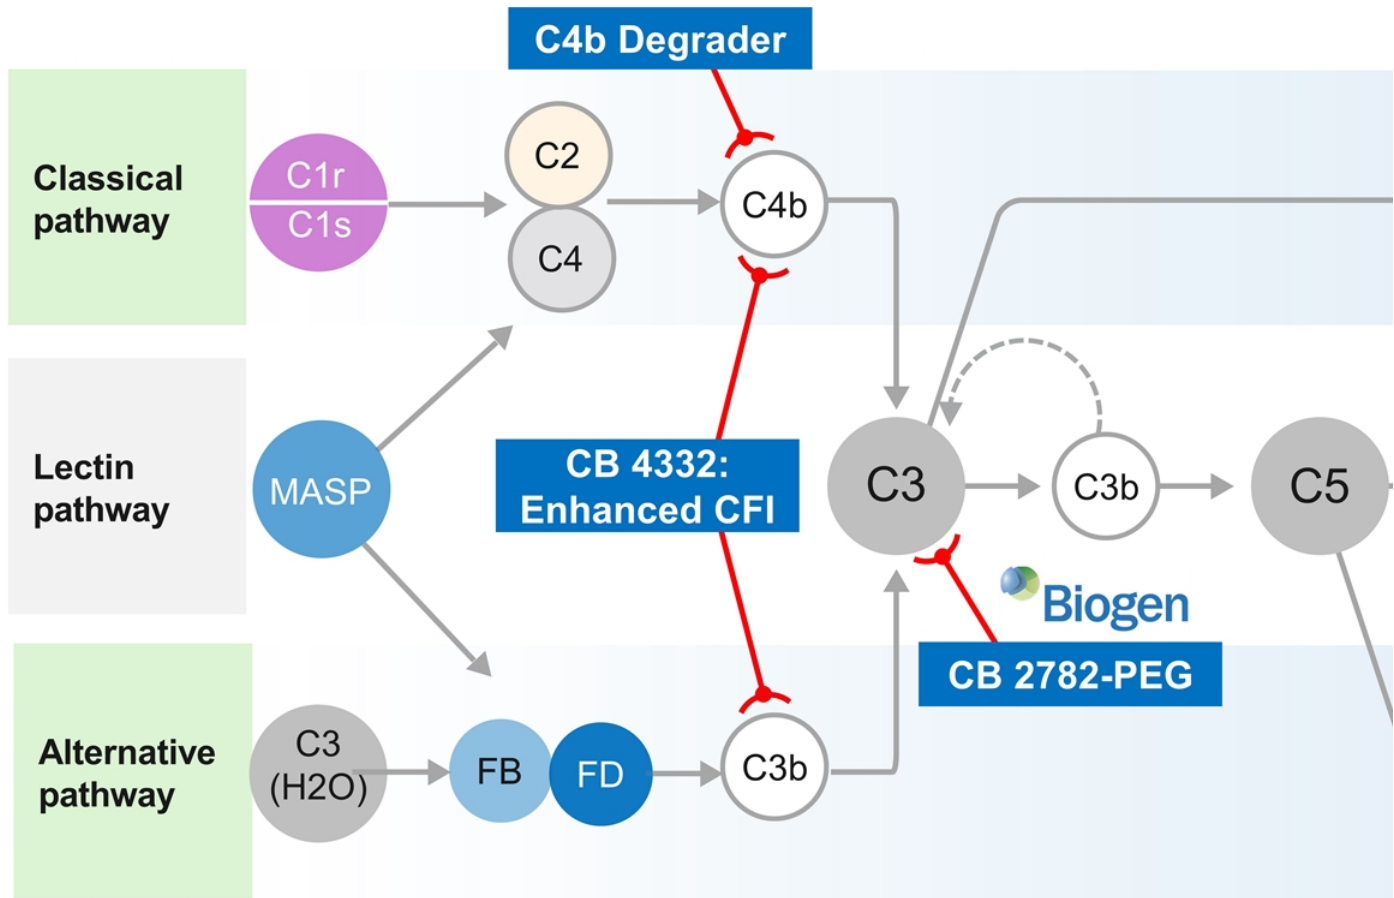 C4b Degrader
Classical
pathway
C1r
C1s
C2
C4
C4b
Lectin
pathway
MASP
CB 4332:
Enhanced CFI
C3
C3b
C5
Biogen
CB 2782-PEG
Alternative
pathway
C3
(H2O)
FB
FD
C3b